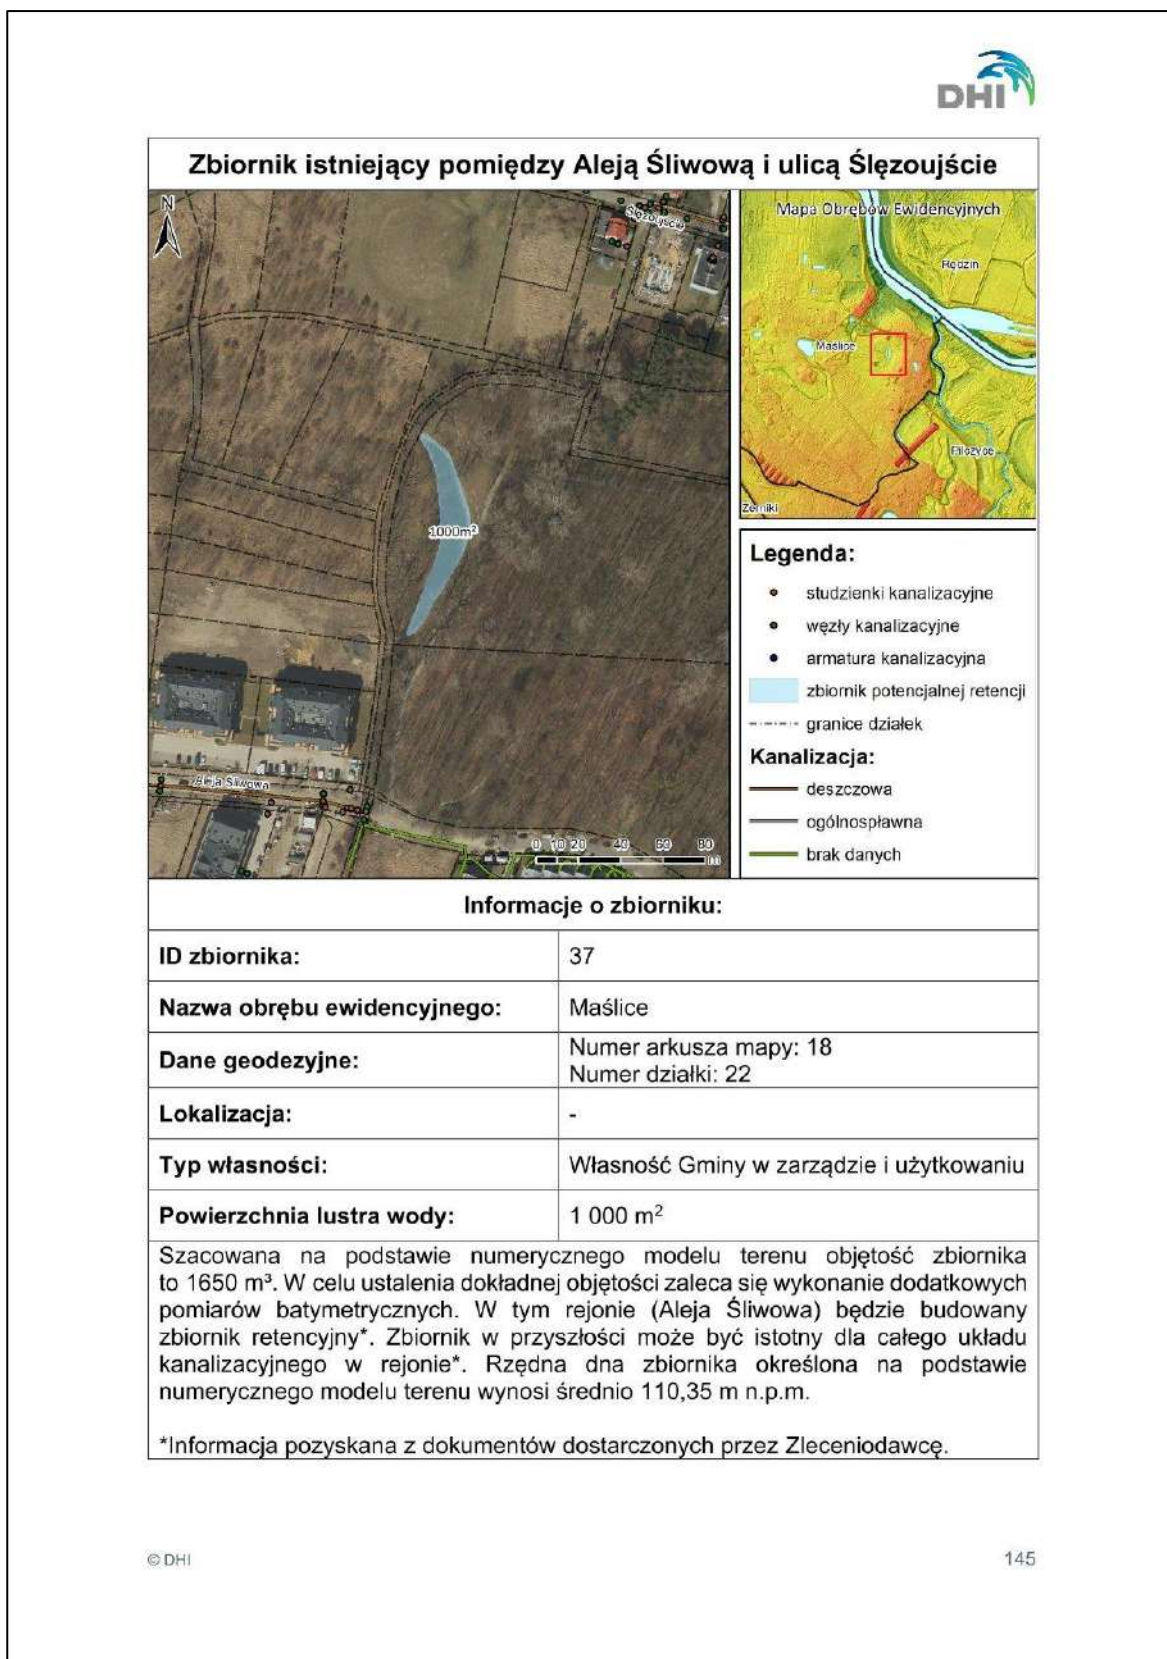 DHI
Zbiornik istniejący pomiędzy Aleją Śliwową i ulicą Ślęzoujście
N
Ślęzoujście
1000m²
Aleja Śliwowa
0 10 20 40 60 80
m
Mapa Obrębów Ewidencyjnych
Rędzin
Maślice
Pilczyce
Żerniki
Legenda:
studzienki kanalizacyjne
węzły kanalizacyjne
armatura kanalizacyjna
zbiornik potencjalnej retencji
granice działek
Kanalizacja:
deszczowa
ogólnospławna
brak danych
Informacje o zbiorniku:
ID zbiornika: 37
Nazwa obrębu ewidencyjnego: Maślice
Dane geodezyjne: Numer arkusza mapy: 18
Numer działki: 22
Lokalizacja: -
Typ własności: Własność Gminy w zarządzie i użytkowaniu
Powierzchnia lustra wody: 1 000 m²
Szacowana na podstawie numerycznego modelu terenu objętość zbiornika
to 1650 m³. W celu ustalenia dokładnej objętości zaleca się wykonanie dodatkowych
pomiarów batymetrycznych. W tym rejonie (Aleja Śliwowa) będzie budowany
zbiornik retencyjny*. Zbiornik w przyszłości może być istotny dla całego układu
kanalizacyjnego w rejonie*. Rzędna dna zbiornika określona na podstawie
numerycznego modelu terenu wynosi średnio 110,35 m n.p.m.
*Informacja pozyskana z dokumentów dostarczonych przez Zleceniodawcę.
© DHI
145